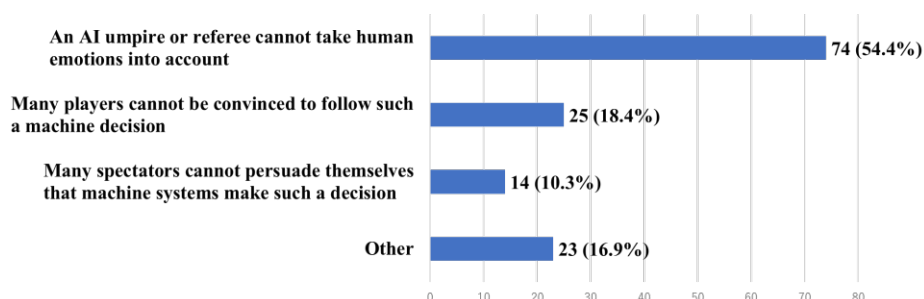 An AI umpire or referee cannot take human
emotions into account
74 (54.4%)
Many players cannot be convinced to follow such
a machine decision
25 (18.4%)
Many spectators cannot persuade themselves
that machine systems make such a decision
14 (10.3%)
Other
23 (16.9%)
0 10 20 30 40 50 60 70 80